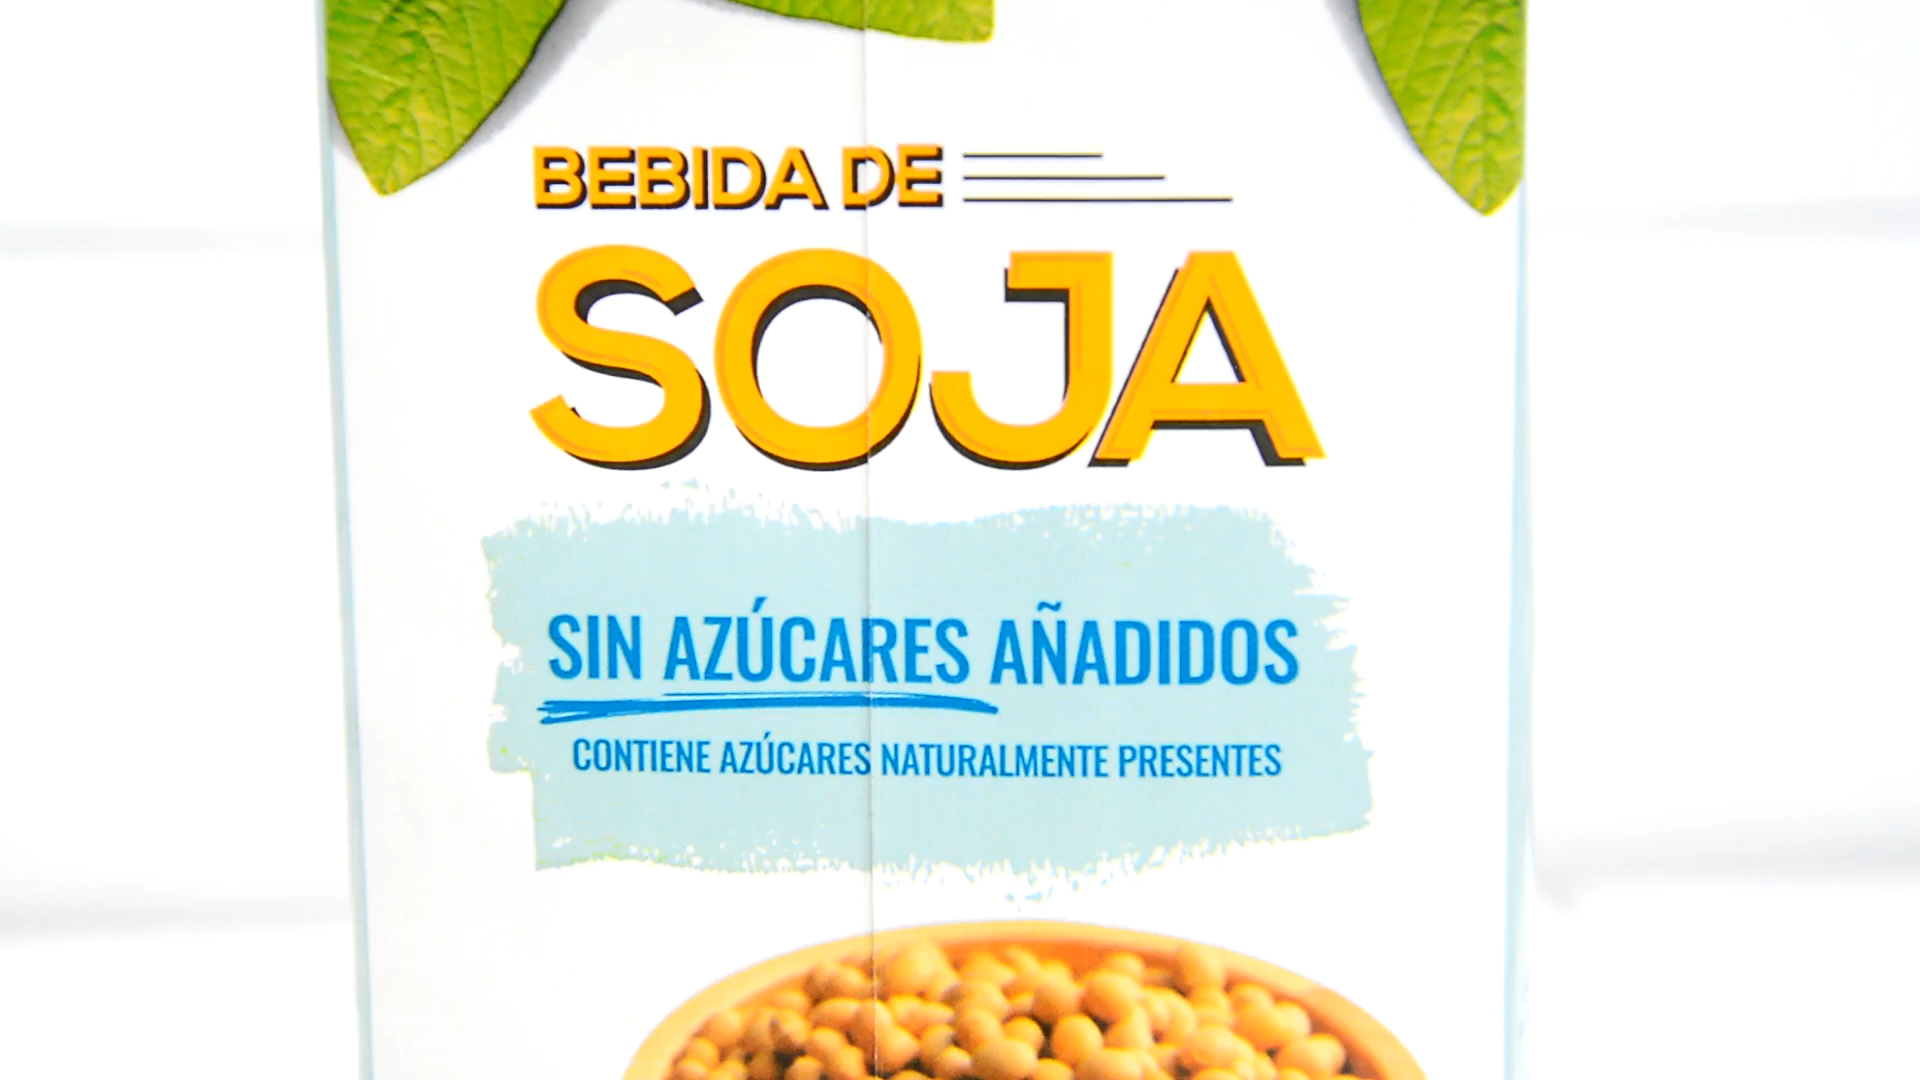 BEBIDA DE
SOJA
SIN AZÚCARES AÑADIDOS
CONTIENE AZÚCARES NATURALMENTE PRESENTES